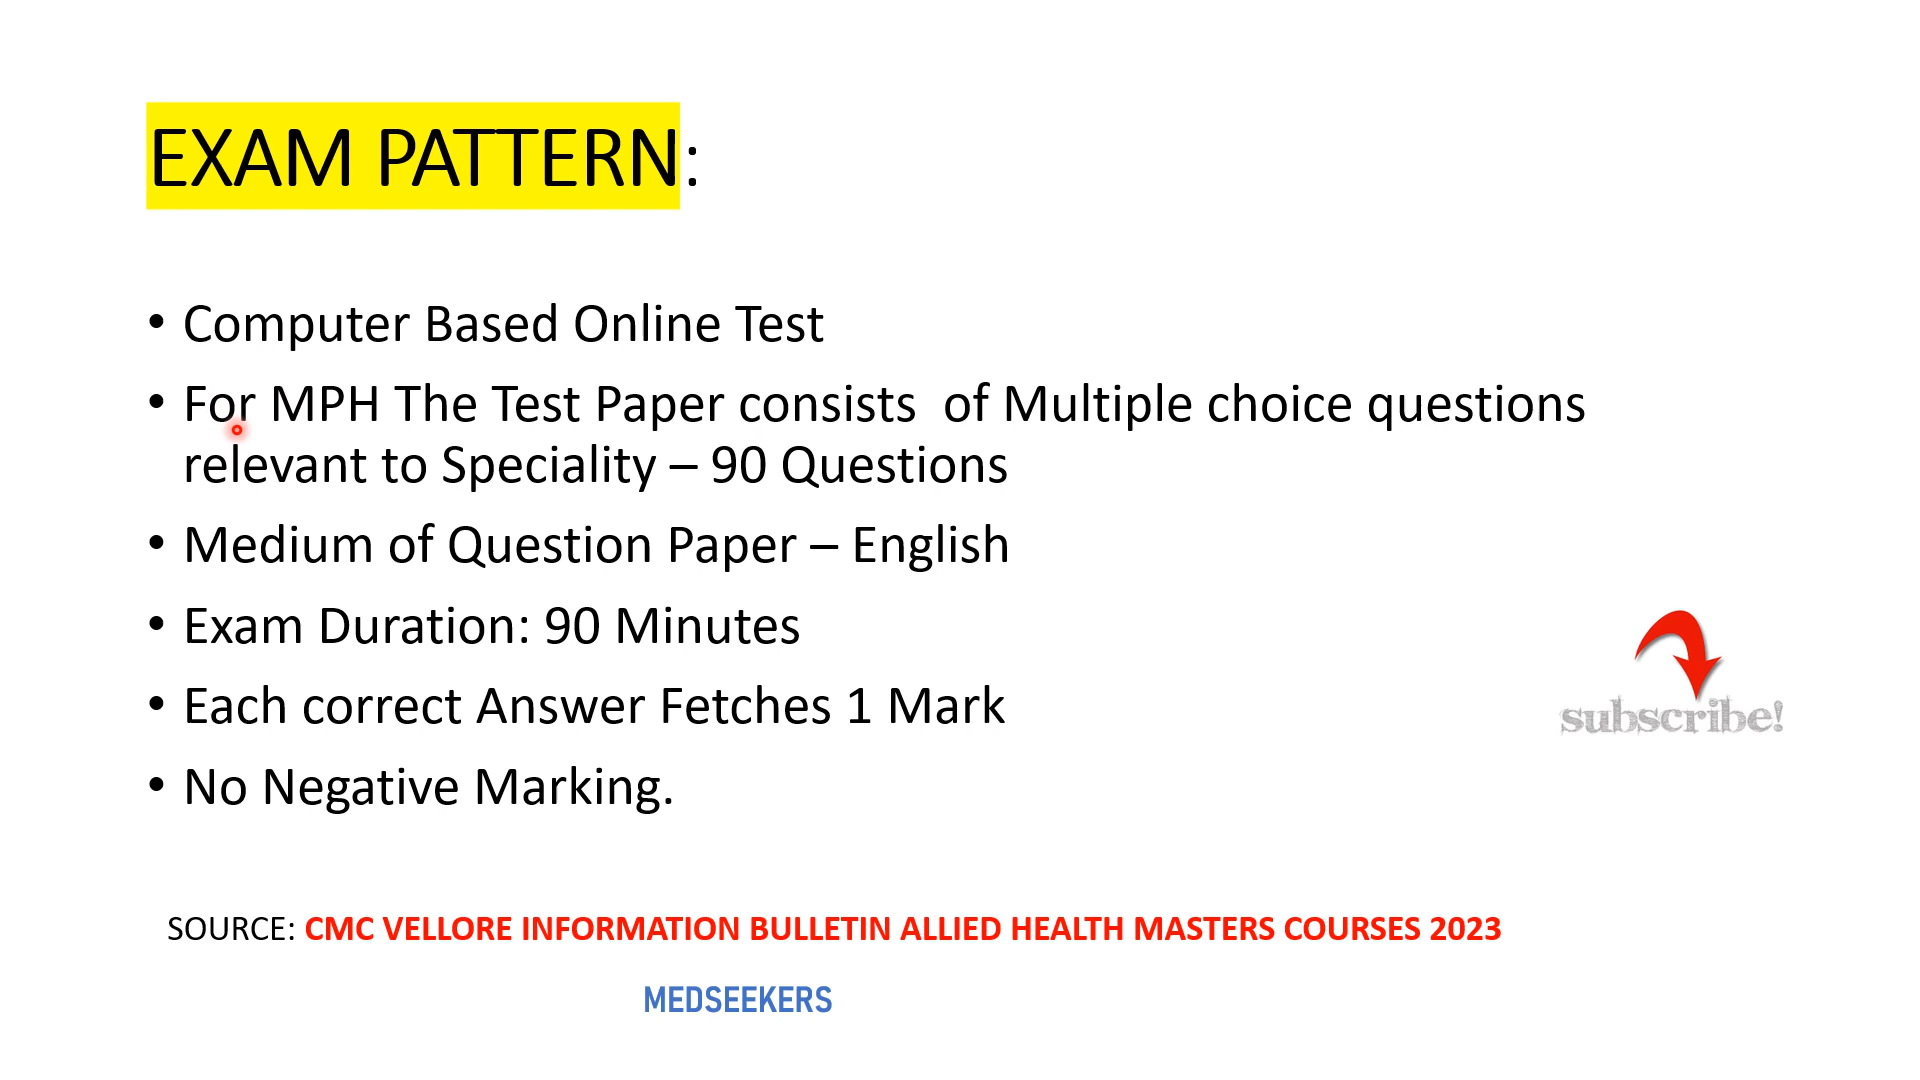 EXAM PATTERN:
• Computer Based Online Test
• For MPH The Test Paper consists  of Multiple choice questions
relevant to Speciality – 90 Questions
• Medium of Question Paper – English
• Exam Duration: 90 Minutes
• Each correct Answer Fetches 1 Mark
• No Negative Marking.
subscribe!
SOURCE: CMC VELLORE INFORMATION BULLETIN ALLIED HEALTH MASTERS COURSES 2023
MEDSEEKERS